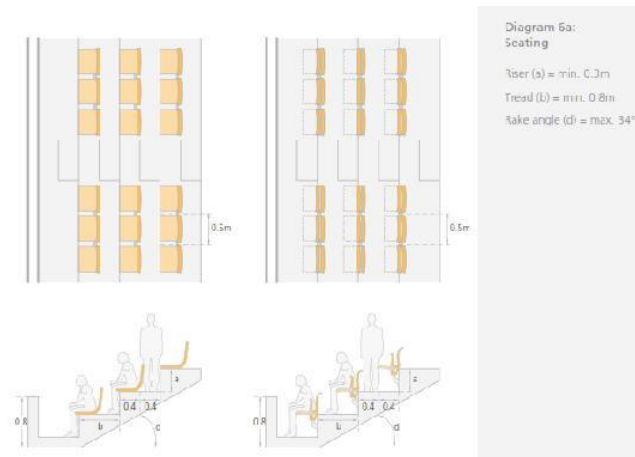 Diagram 6a:
Seating
Riser (a) = min. 0.3m
Tread (b) = min. 0.8m
Rake angle (d) = max. 34°
0.5m
0.5m
a
0.4 0.4
0.8
b
d
a
0.4 0.4
0.8
b
d